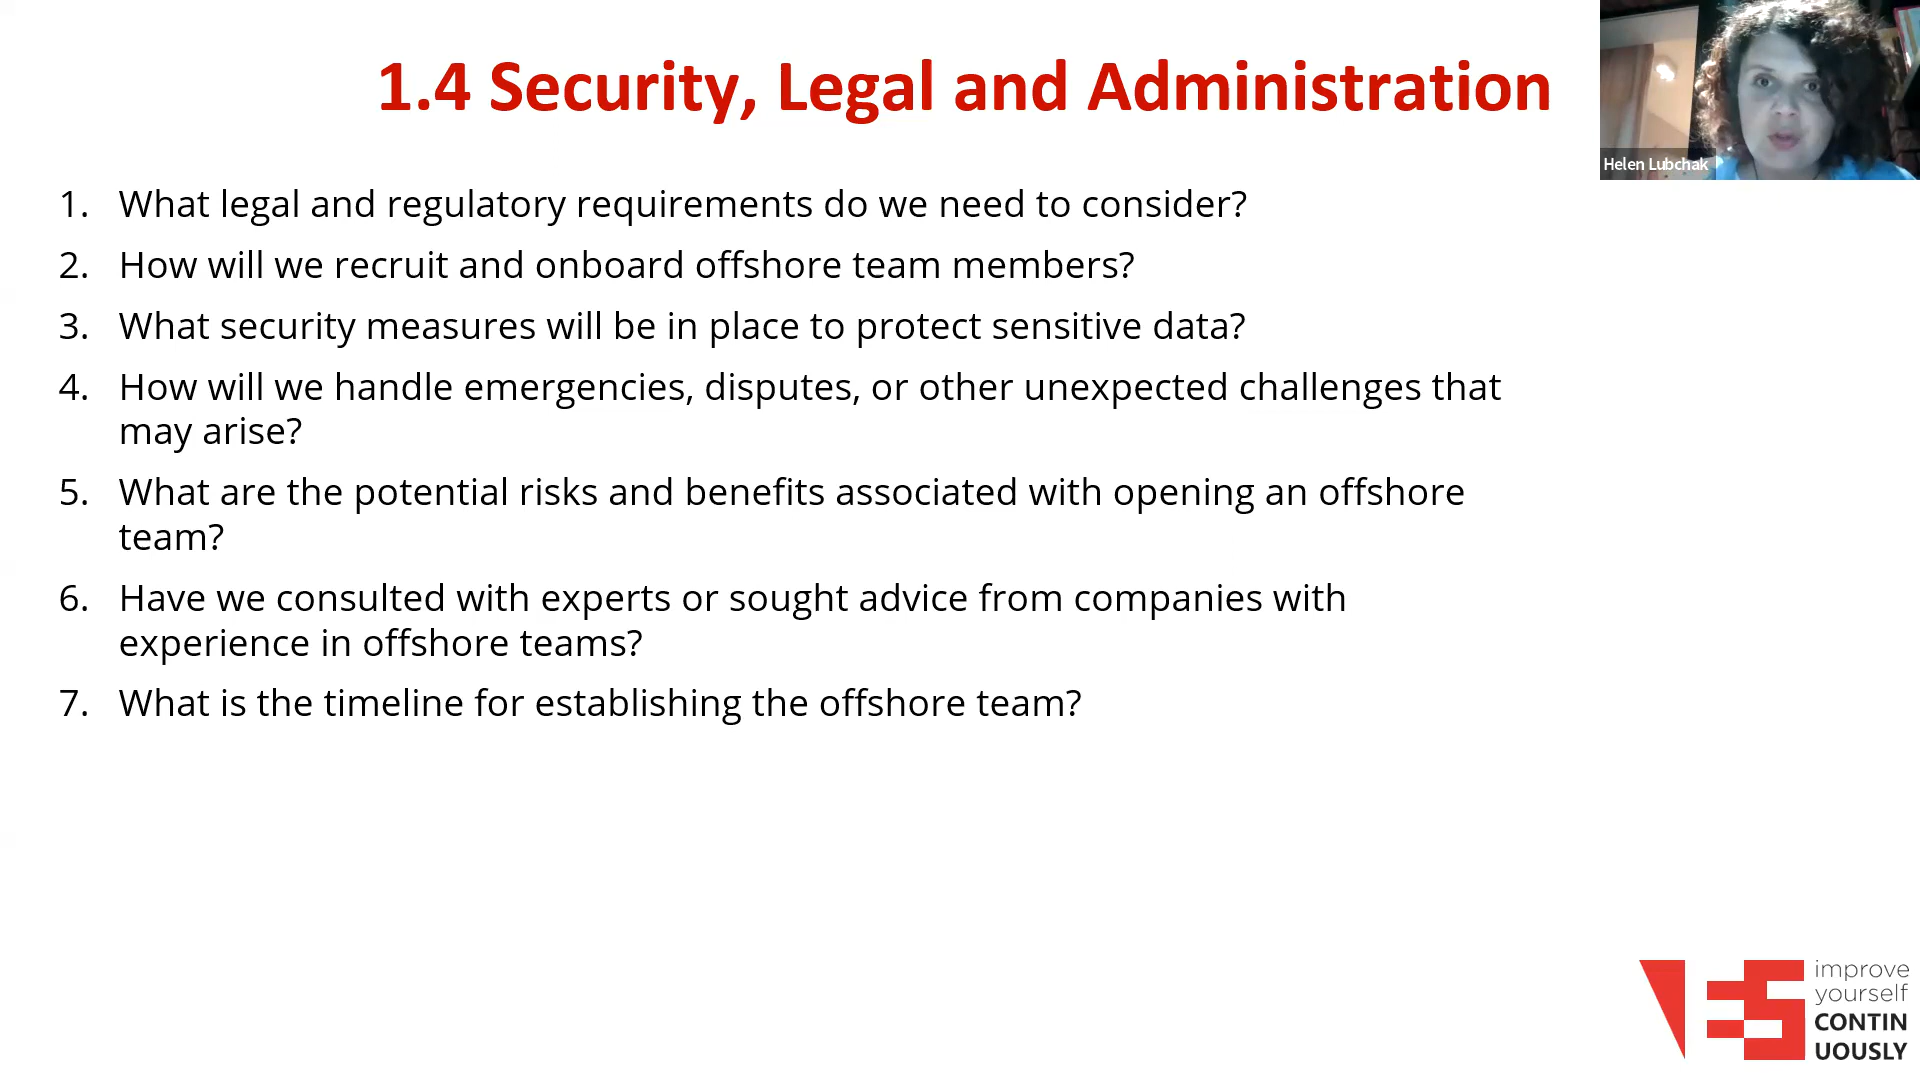 1.4 Security, Legal and Administration
Helen Lubchak
1. What legal and regulatory requirements do we need to consider?
2. How will we recruit and onboard offshore team members?
3. What security measures will be in place to protect sensitive data?
4. How will we handle emergencies, disputes, or other unexpected challenges that
may arise?
5. What are the potential risks and benefits associated with opening an offshore
team?
6. Have we consulted with experts or sought advice from companies with
experience in offshore teams?
7. What is the timeline for establishing the offshore team?
improve
yourself
CONTIN
UOUSLY